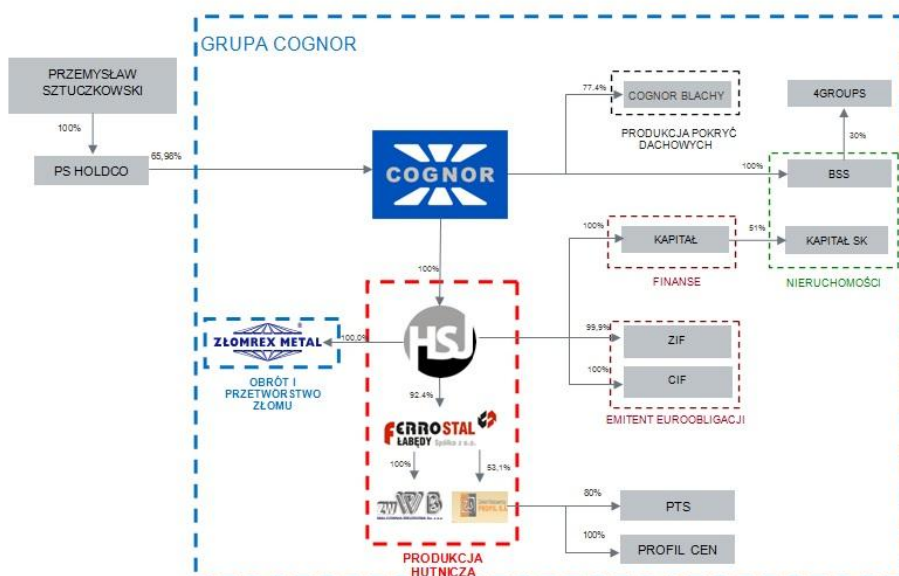 GRUPA COGNOR
PRZEMYSŁAW
SZTUCZKOWSKI
100%
PS HOLDCO
65,96%
COGNOR
77.4%
COGNOR BLACHY
PRODUKCJA POKRYĆ
DACHOWYCH
4GROUPS
30%
100%
BSS
100%
KAPITAŁ
FINANSE
51%
KAPITAŁ SK
NIERUCHOMOŚCI
100%
HSJ
100,0%
ZŁOMREX METAL
OBRÓT I
PRZETWÓRSTWO
ZŁOMU
99,9%
ZIF
100%
CIF
EMITENT EUROOBLIGACJI
92.4%
FERROSTAL
ŁABĘDY Spółka z o.o.
100%
53,1%
ZWWB
PROFIL S.A.
80%
PTS
100%
PROFIL CEN
PRODUKCJA
HUTNICZA